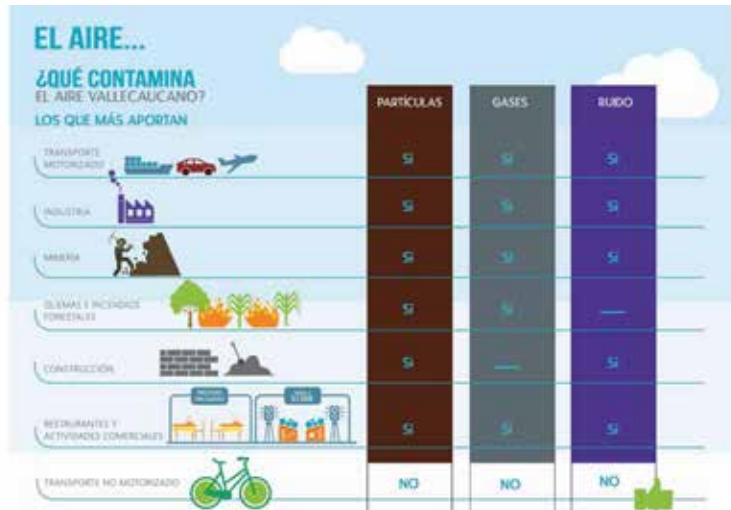 EL AIRE...
¿QUÉ CONTAMINA
EL AIRE VALLECAUCANO?
LOS QUE MÁS APORTAN
PARTÍCULAS GASES RUIDO
TRANSPORTE
MOTORIZADO
SI SI SI
INDUSTRIA
SI SI SI
MINERÍA
SI SI SI
QUEMAS E INCENDIOS
FORESTALES
SI SI
CONSTRUCCIÓN
SI SI
RESTAURANTES Y
ACTIVIDADES COMERCIALES
SI SI SI
TRANSPORTE NO MOTORIZADO
NO NO NO